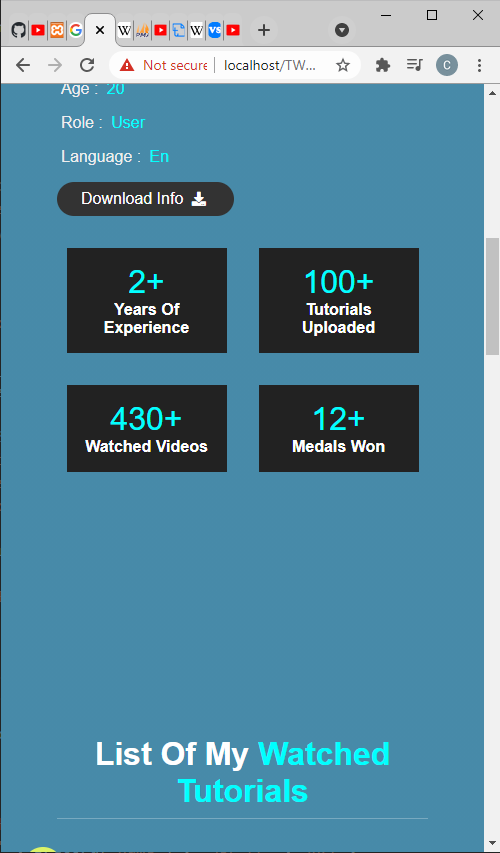 Not secure
localhost/TW...
C
Age : 20
Role : User
Language : En
Download Info
2+
Years Of
Experience
100+
Tutorials
Uploaded
430+
Watched Videos
12+
Medals Won
List Of My Watched
Tutorials